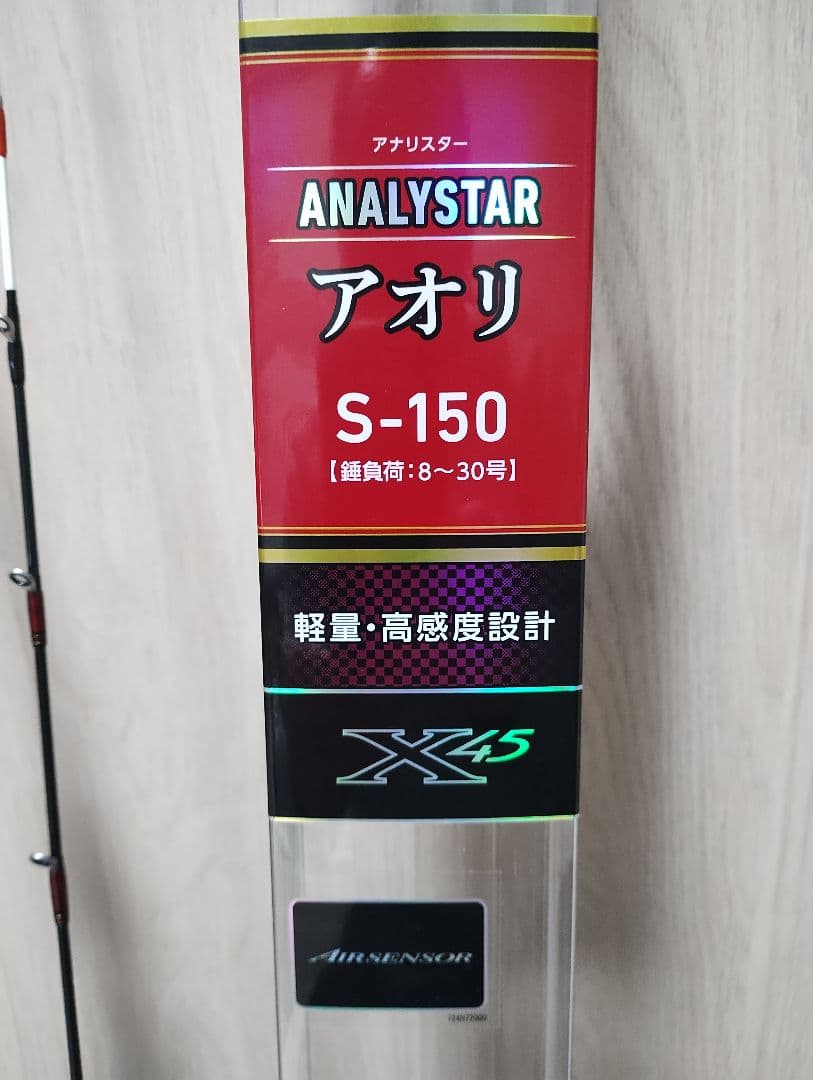 アナリスター
ANALYSTAR
アオリ
S-150
【錘負荷:8〜30号】
軽量・高感度設計
X45
AIRSENSOR